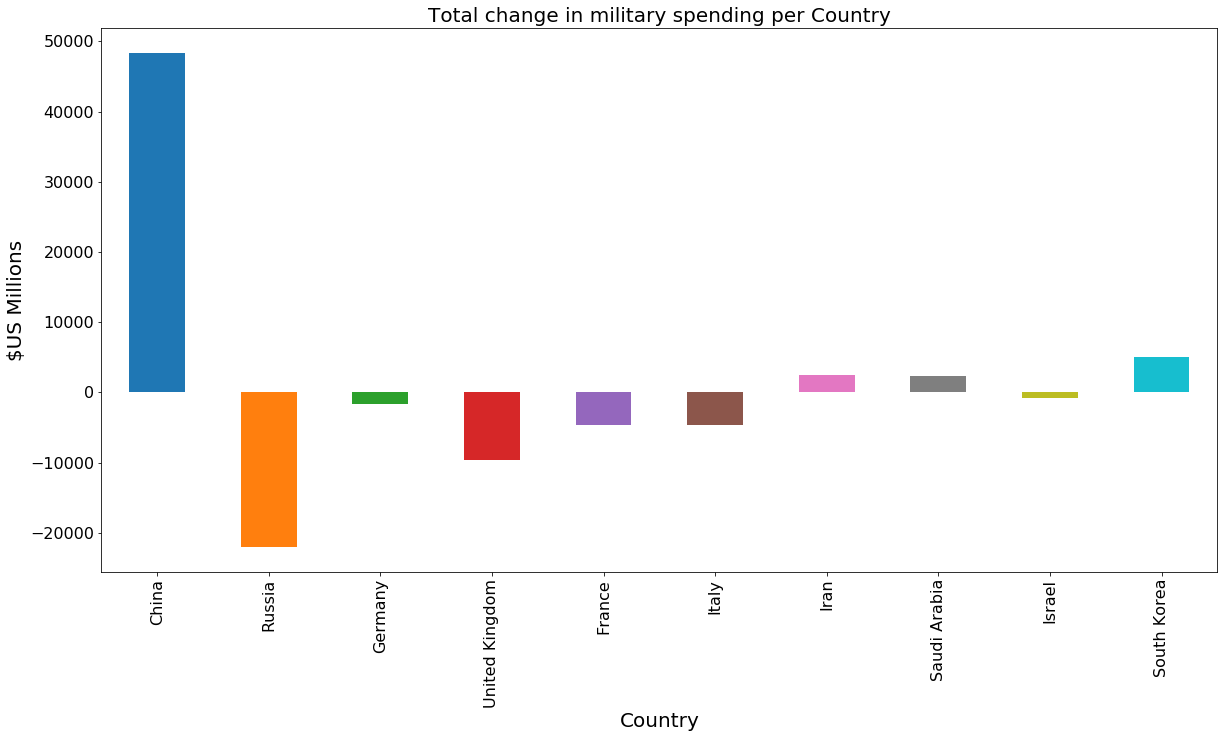 Total change in military spending per Country
$US Millions
50000
40000
30000
20000
10000
0
−10000
−20000
China
Russia
Germany
United Kingdom
France
Italy
Iran
Saudi Arabia
Israel
South Korea
Country